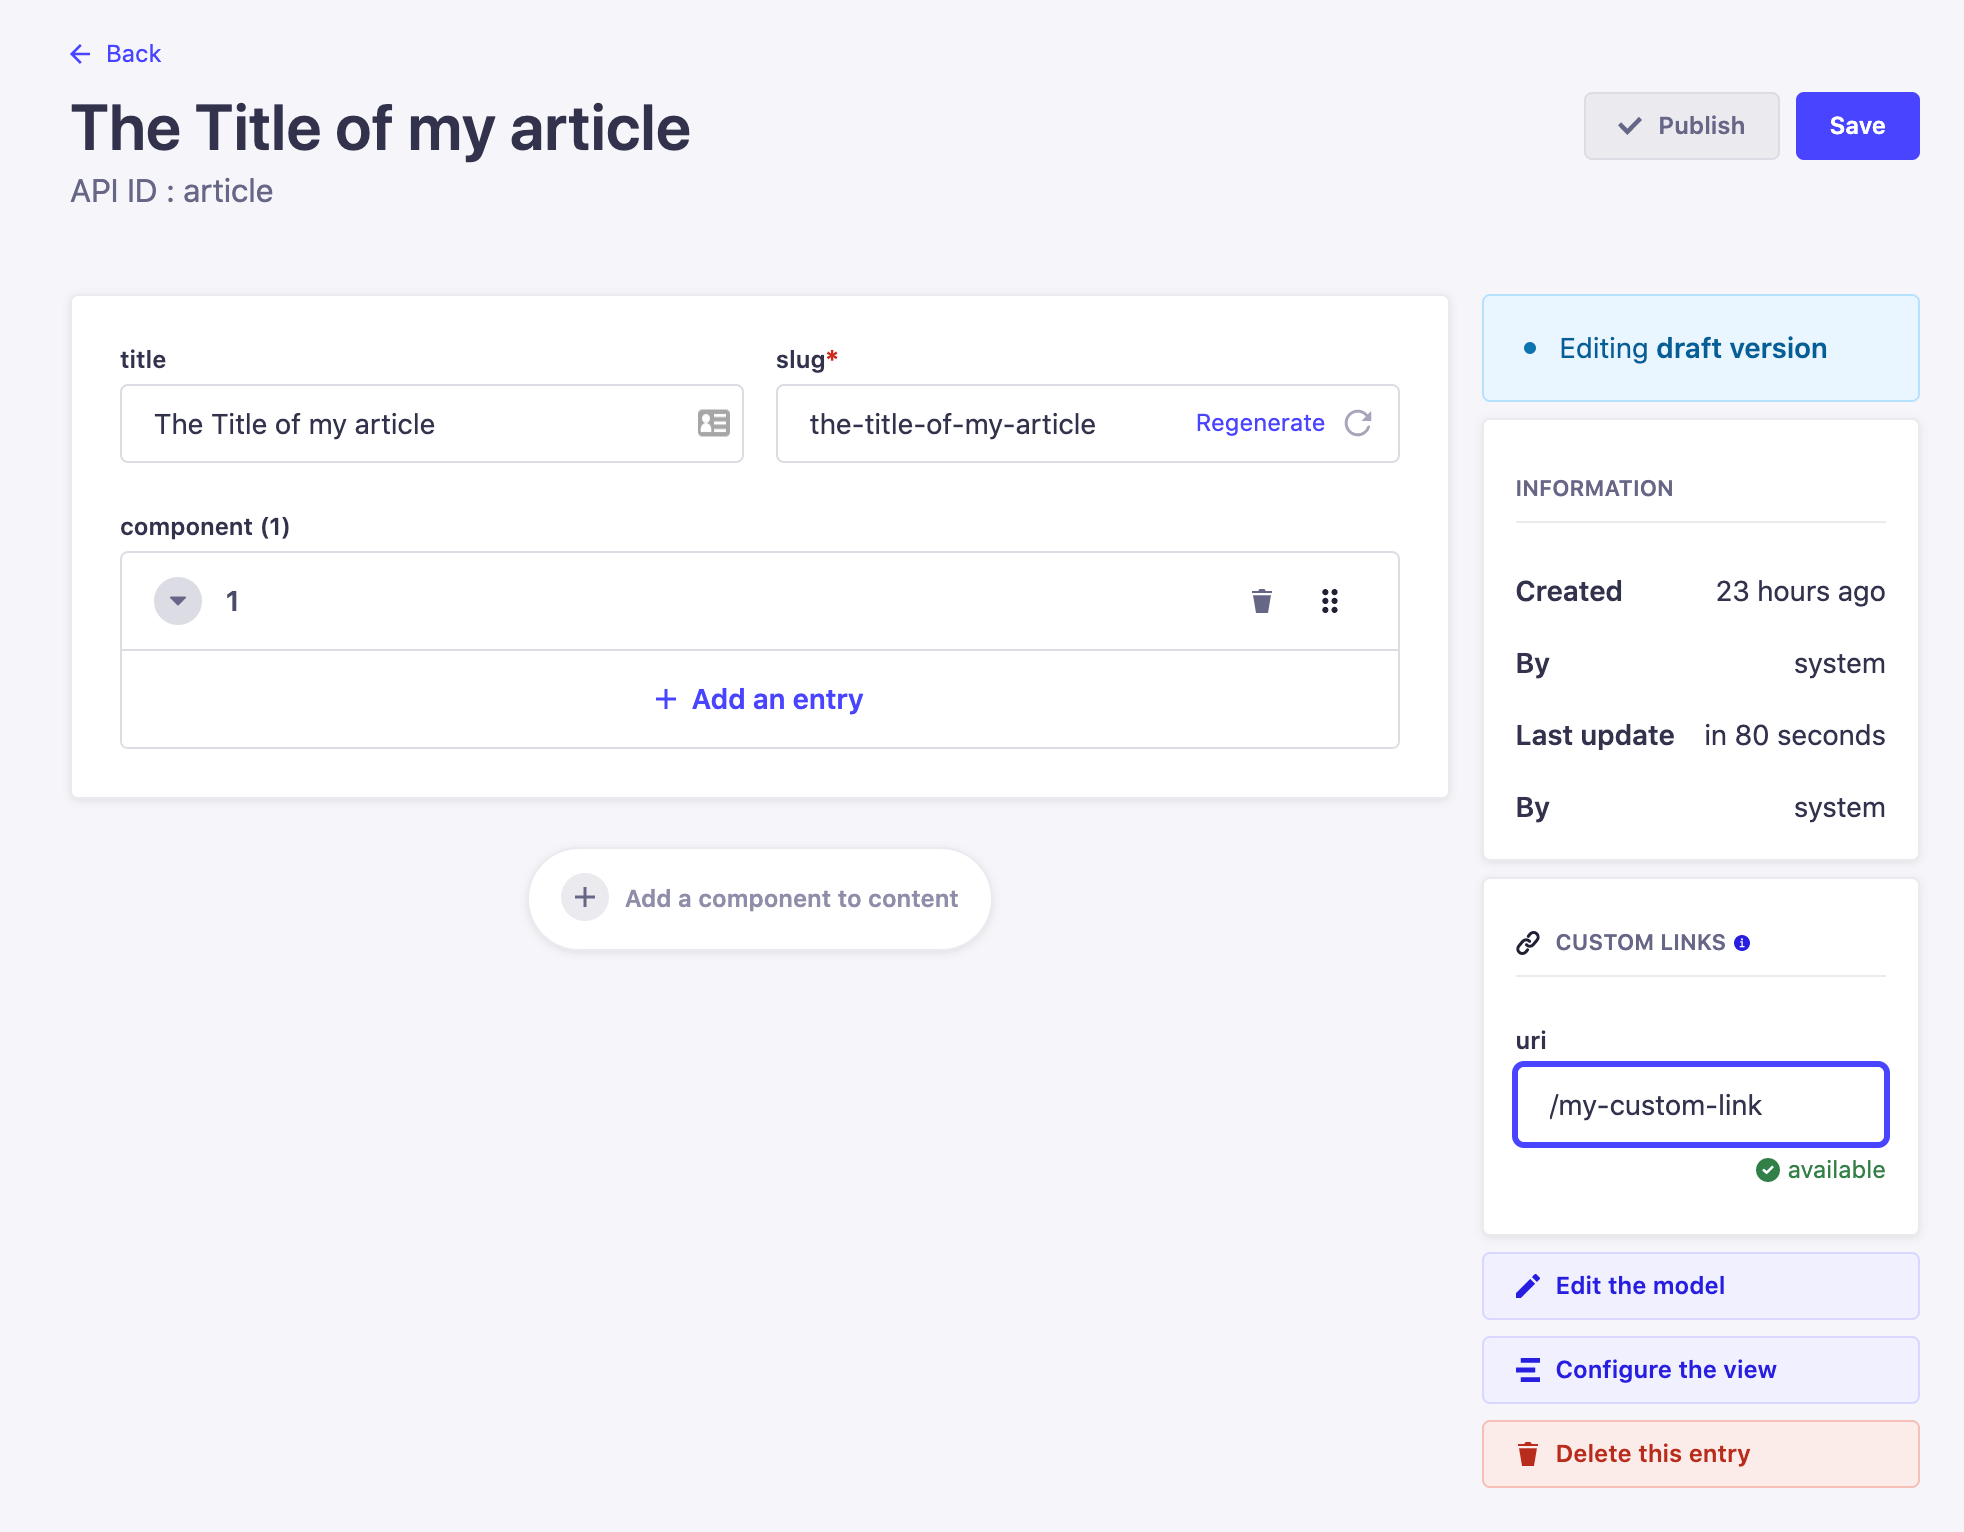 Back
The Title of my article
API ID : article
Publish
Save
title
The Title of my article
slug*
the-title-of-my-article
Regenerate
component (1)
1
Add an entry
Add a component to content
Editing draft version
INFORMATION
Created 23 hours ago
By system
Last update in 80 seconds
By system
CUSTOM LINKS
uri
/my-custom-link
available
Edit the model
Configure the view
Delete this entry